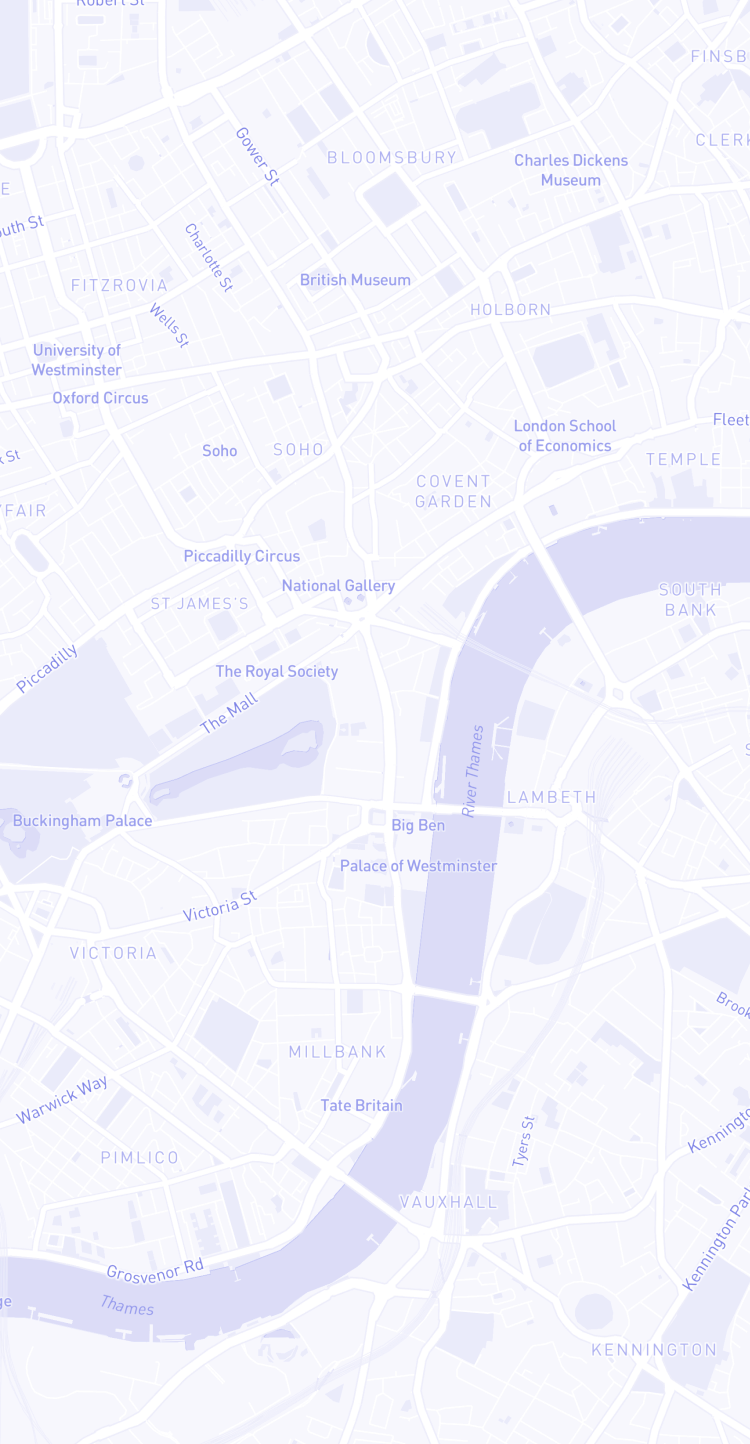 Robert St
FINSB
Gower St
BLOOMSBURY
CLERK
Charles Dickens
Museum
E
outh St
Charlotte St
British Museum
FITZROVIA
Wells St
HOLBORN
University of
Westminster
Oxford Circus
Fleet
London School
of Economics
Soho
SOHO
k St
TEMPLE
COVENT
GARDEN
YFAIR
Piccadilly Circus
National Gallery
SOUTH
BANK
ST JAMES'S
Piccadilly
The Royal Society
The Mall
S
River Thames
LAMBETH
Buckingham Palace
Big Ben
Palace of Westminster
Victoria St
VICTORIA
Brook
MILLBANK
Warwick Way
Tate Britain
Kennington
Tyers St
PIMLICO
VAUXHALL
Kennington Park
Grosvenor Rd
ge
Thames
KENNINGTON